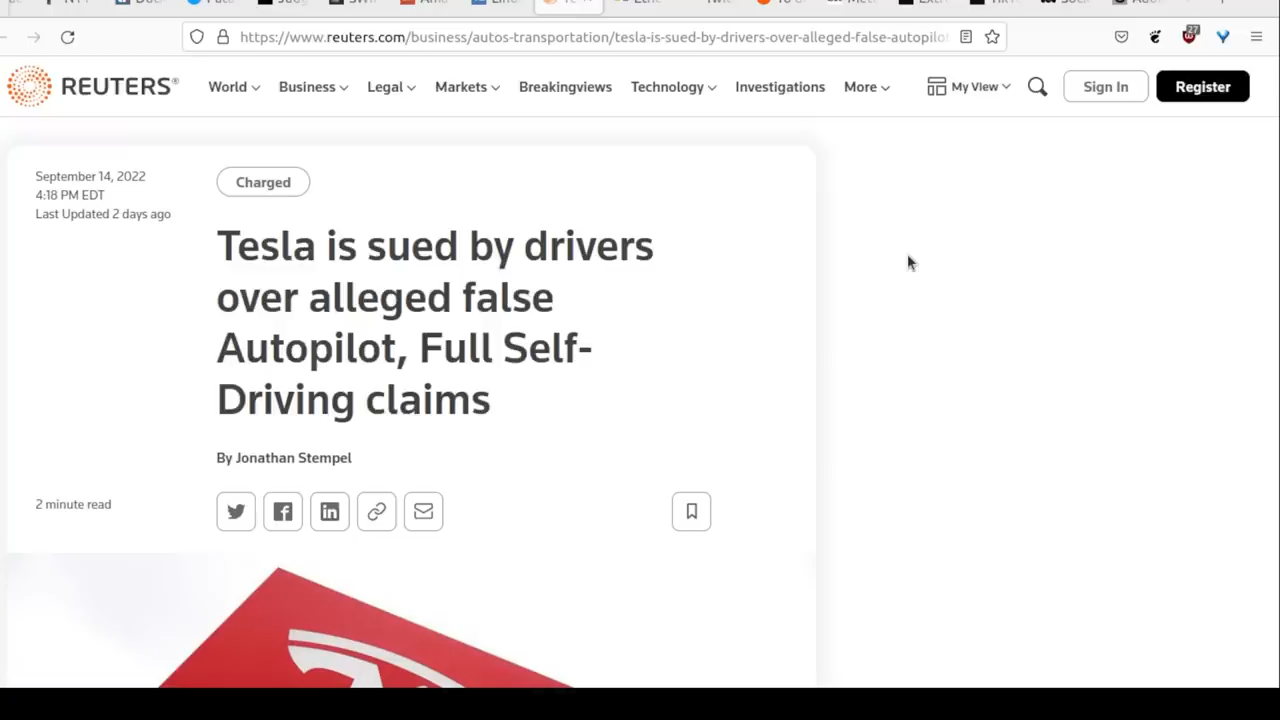 https://www.reuters.com/business/autos-transportation/tesla-is-sued-by-drivers-over-alleged-false-autopilot
27
REUTERS®
World
Business
Legal
Markets
Breakingviews
Technology
Investigations
More
My View
Sign In
Register
September 14, 2022
4:18 PM EDT
Last Updated 2 days ago
Charged
Tesla is sued by drivers
over alleged false
Autopilot, Full Self-
Driving claims
By Jonathan Stempel
2 minute read